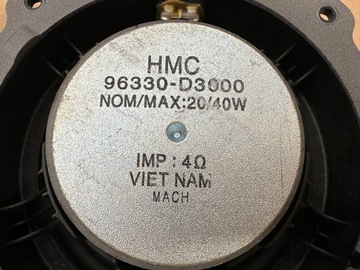 HMC
96330-D3000
NOM/MAX:20/40W
IMP : 4Ω
VIET NAM
MACH